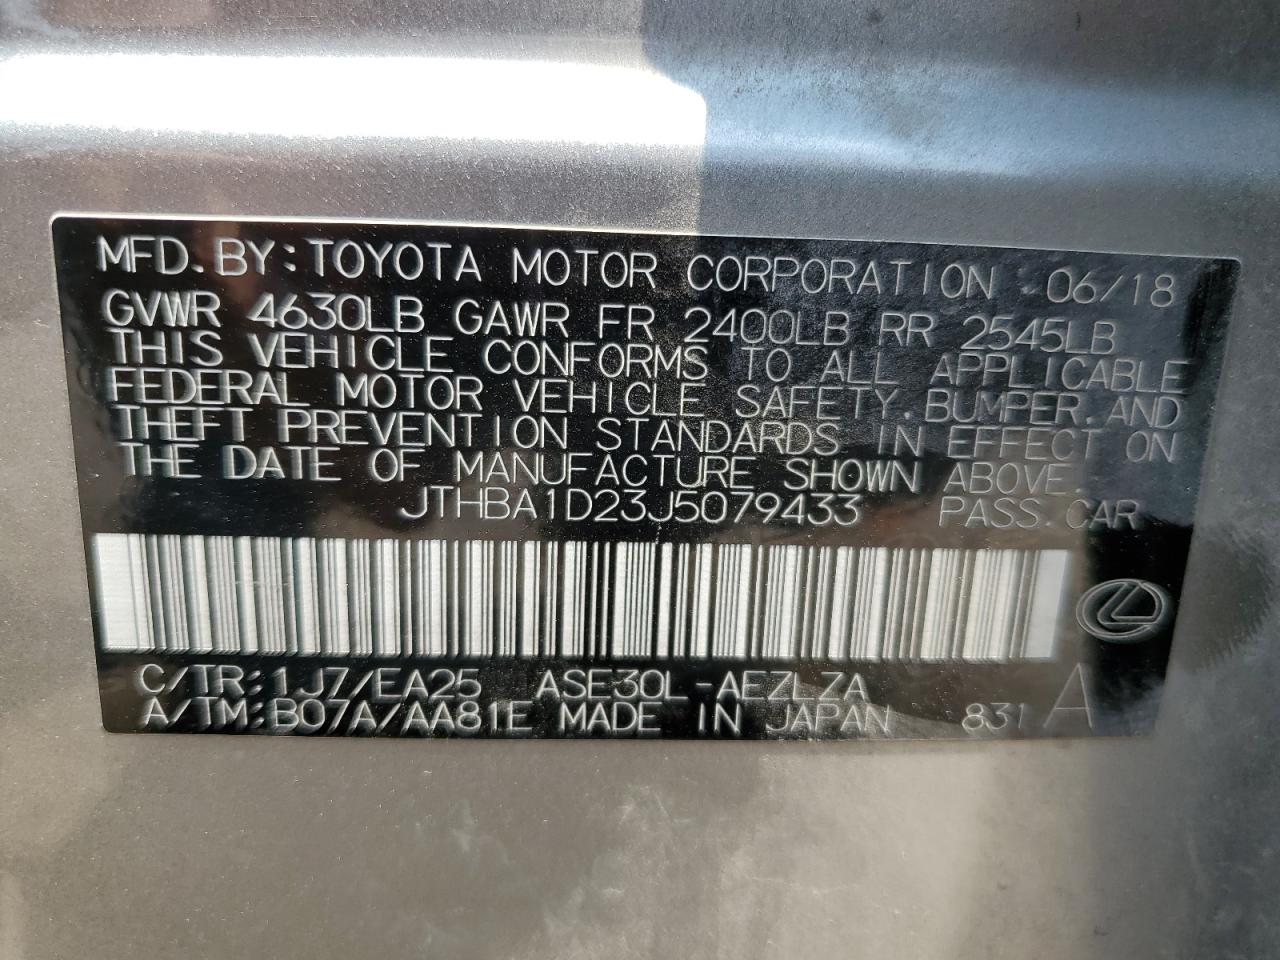 MFD. BY: TOYOTA MOTOR CORPORATION 06/18
GVWR 4630LB GAWR FR 2400LB RR 2545LB
THIS VEHICLE CONFORMS TO ALL APPLICABLE
FEDERAL MOTOR VEHICLE SAFETY, BUMPER, AND
THEFT PREVENTION STANDARDS IN EFFECT ON
THE DATE OF MANUFACTURE SHOWN ABOVE.
JTHBA1D23J5079433 PASS. CAR
C/TR: 1J7/EA25 ASE30L-AEZLZA
A/TM: B07A/AA81E MADE IN JAPAN 831 A